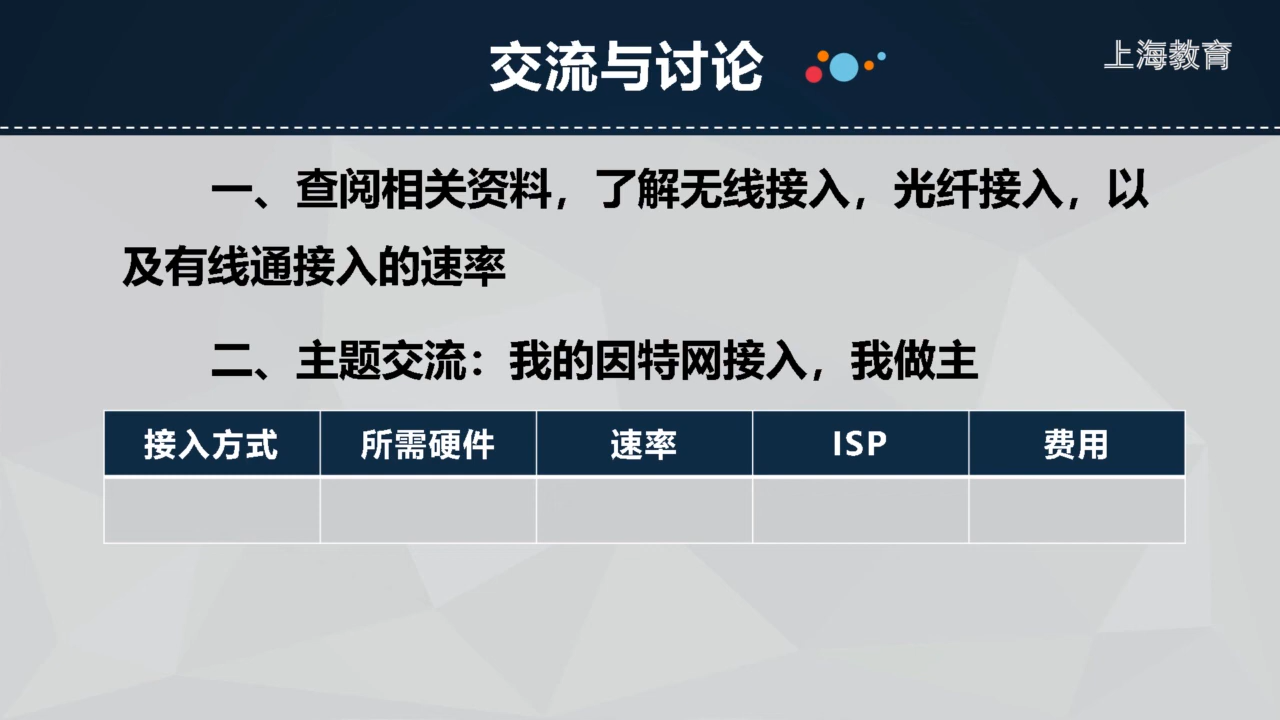 交流与讨论
上海教育
一、查阅相关资料，了解无线接入，光纤接入，以
及有线通接入的速率
二、主题交流：我的因特网接入，我做主
接入方式 所需硬件 速率 ISP 费用